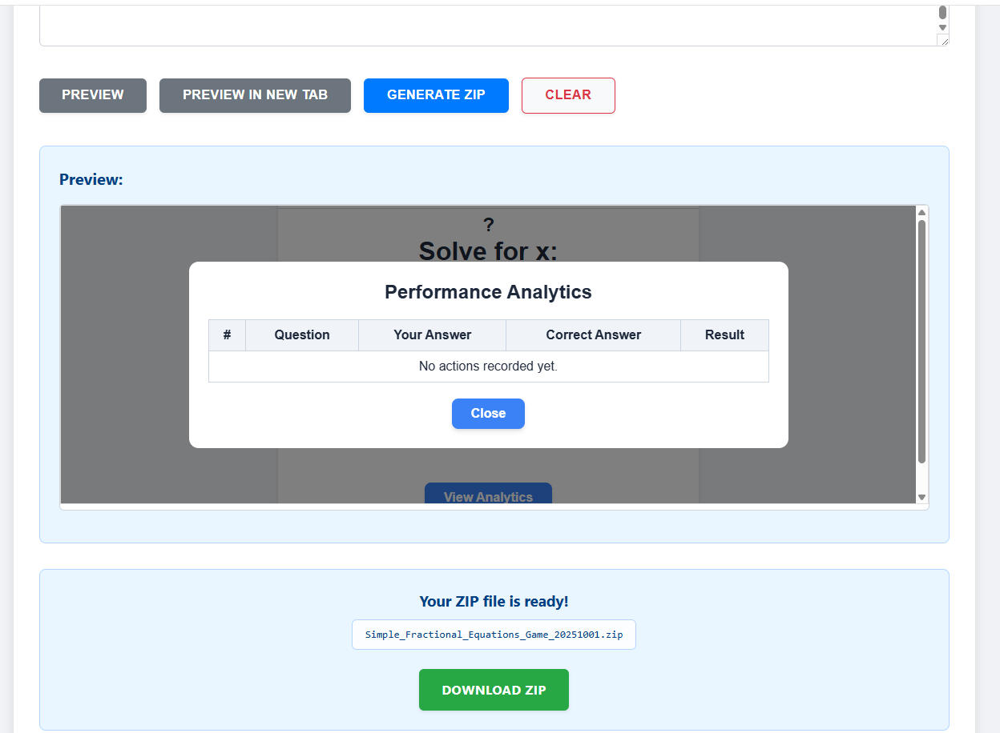 PREVIEW PREVIEW IN NEW TAB GENERATE ZIP CLEAR
Preview:
?
Solve for x:
Performance Analytics
# Question Your Answer Correct Answer Result
No actions recorded yet.
Close
View Analytics
Your ZIP file is ready!
Simple_Fractional_Equations_Game_20251001.zip
DOWNLOAD ZIP